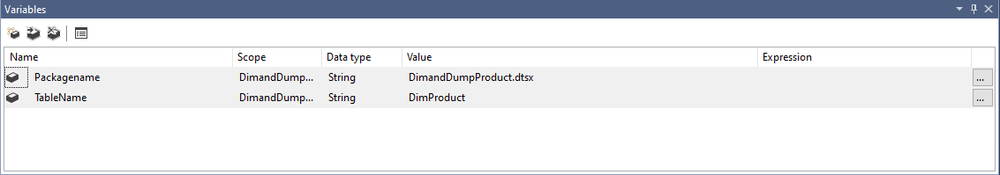 Variables
Name Scope Data type Value Expression
Packagename DimandDump... String DimandDumpProduct.dtsx ...
TableName DimandDump... String DimProduct ...